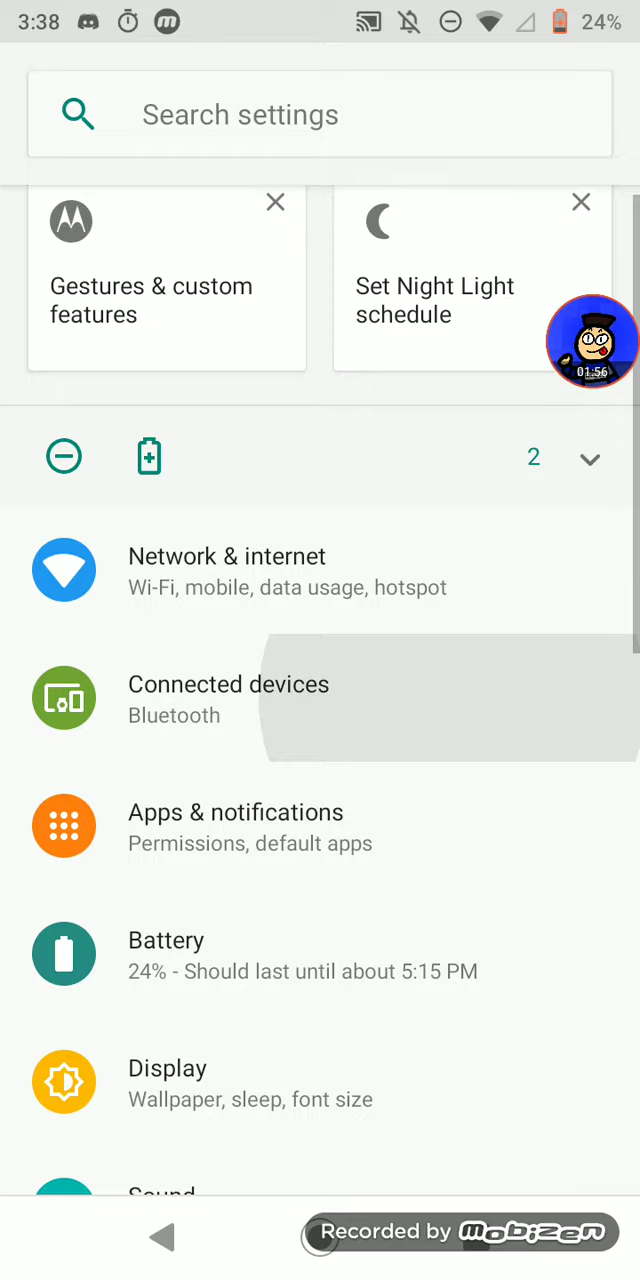 3:38
24%
Search settings
Gestures & custom
features
Set Night Light
schedule
01:56
2
Network & internet
Wi-Fi, mobile, data usage, hotspot
Connected devices
Bluetooth
Apps & notifications
Permissions, default apps
Battery
24% - Should last until about 5:15 PM
Display
Wallpaper, sleep, font size
Sound
Recorded by mobizen